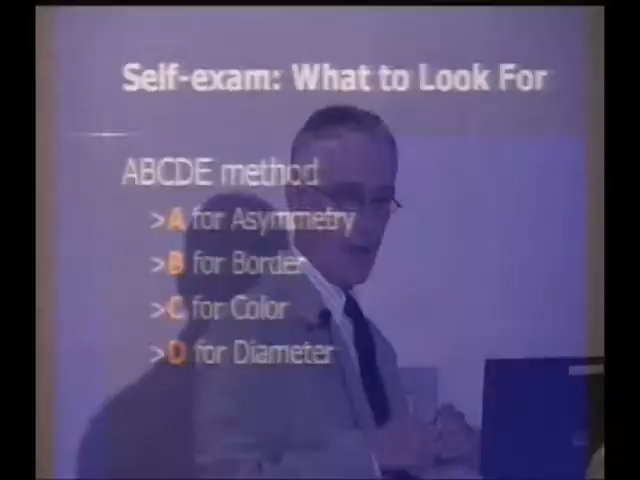 Self-exam: What to Look For
ABCDE method
>A for Asymmetry
>B for Border
>C for Color
>D for Diameter